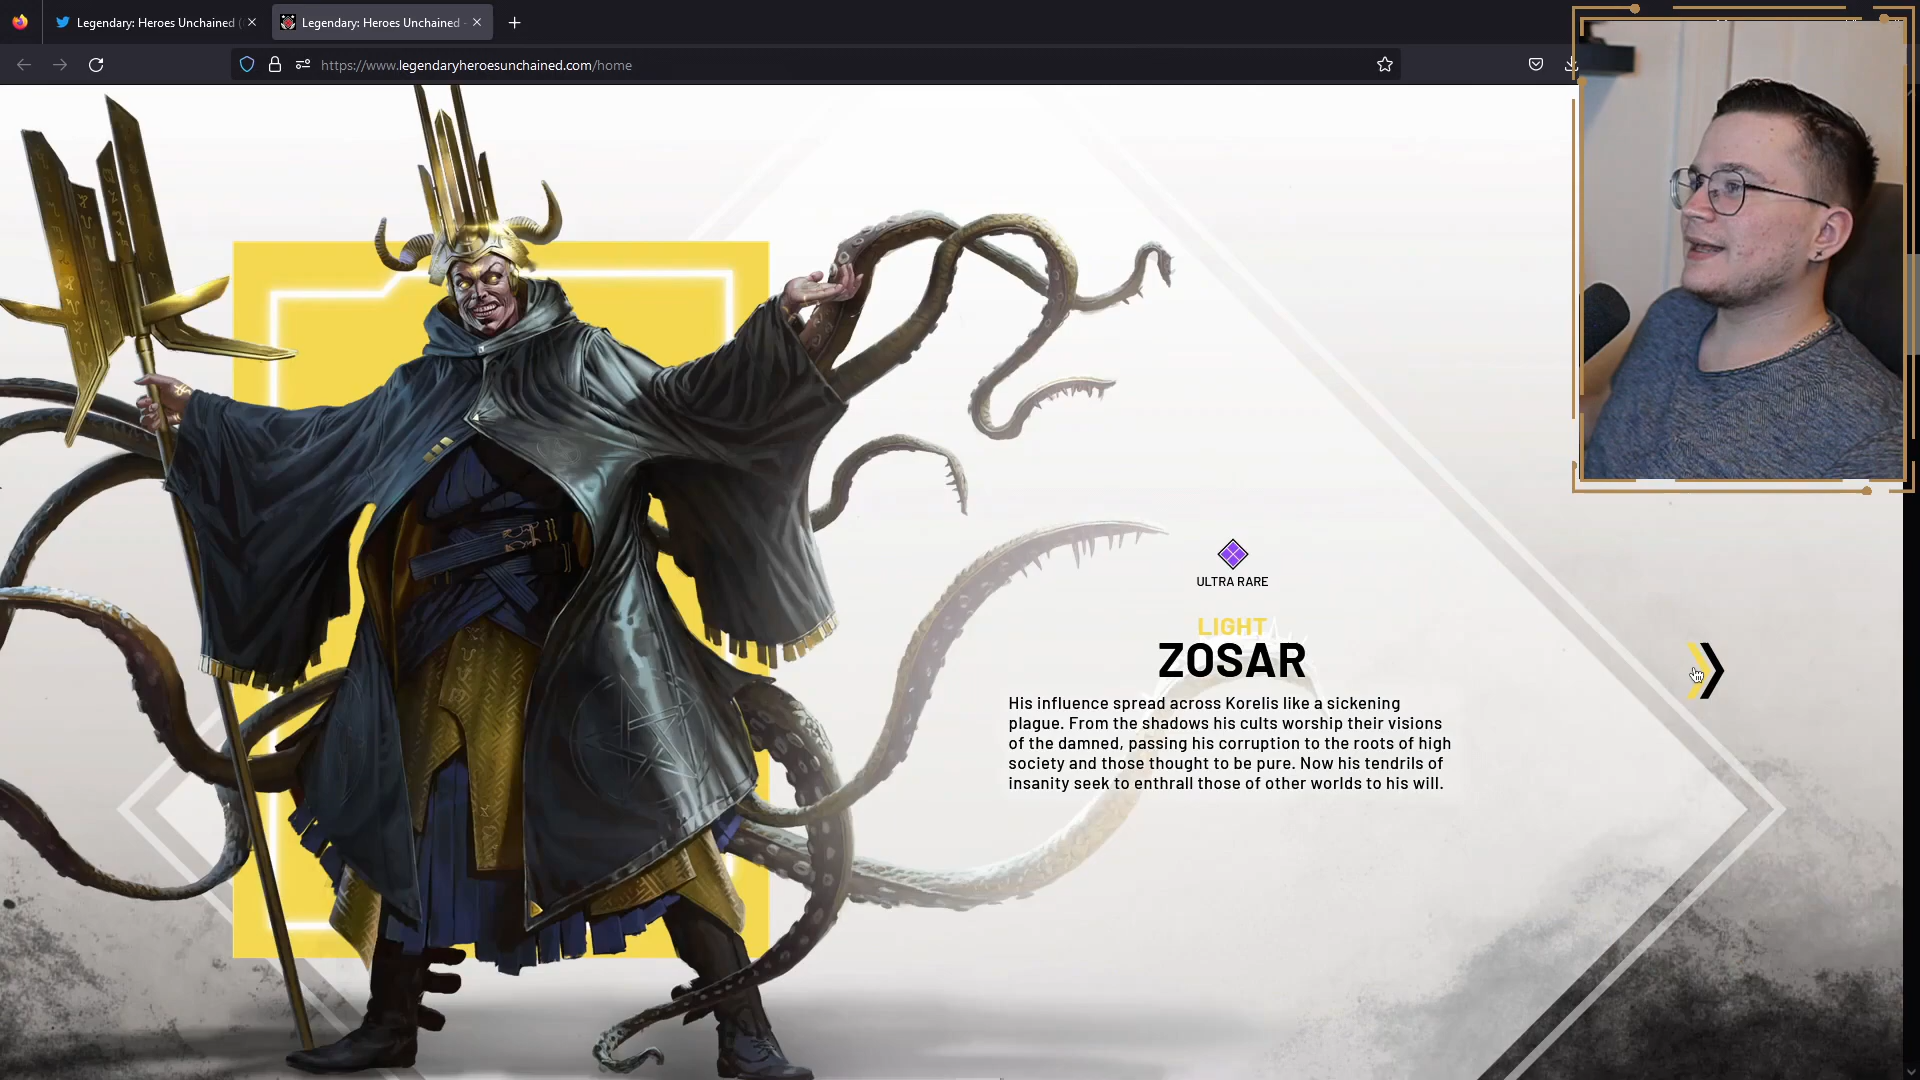 Legendary: Heroes Unchained (
Legendary: Heroes Unchained -
https://www.legendaryheroesunchained.com/home
ULTRA RARE
LIGHT
ZOSAR
His influence spread across Korelis like a sickening
plague. From the shadows his cults worship their visions
of the damned, passing his corruption to the roots of high
society and those thought to be pure. Now his tendrils of
insanity seek to enthrall those of other worlds to his will.